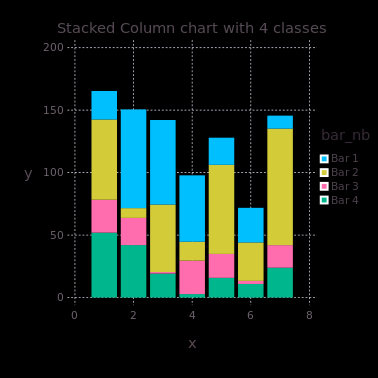 Stacked Column chart with 4 classes
200
150
100
50
0
y
0 2 4 6 8
x
bar_nb
Bar 1
Bar 2
Bar 3
Bar 4